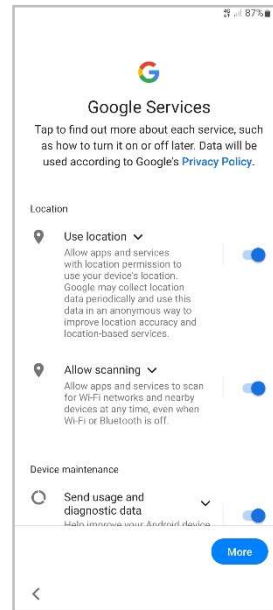 87%
Google Services
Tap to find out more about each service, such
as how to turn it on or off later. Data will be
used according to Google's Privacy Policy.
Location
Use location
Allow apps and services
with location permission to
use your device's location.
Google may collect location
data periodically and use this
data in an anonymous way to
improve location accuracy and
location-based services.
Allow scanning
Allow apps and services to scan
for Wi-Fi networks and nearby
devices at any time, even when
Wi-Fi or Bluetooth is off.
Device maintenance
Send usage and
diagnostic data
Help improve your Android device
More